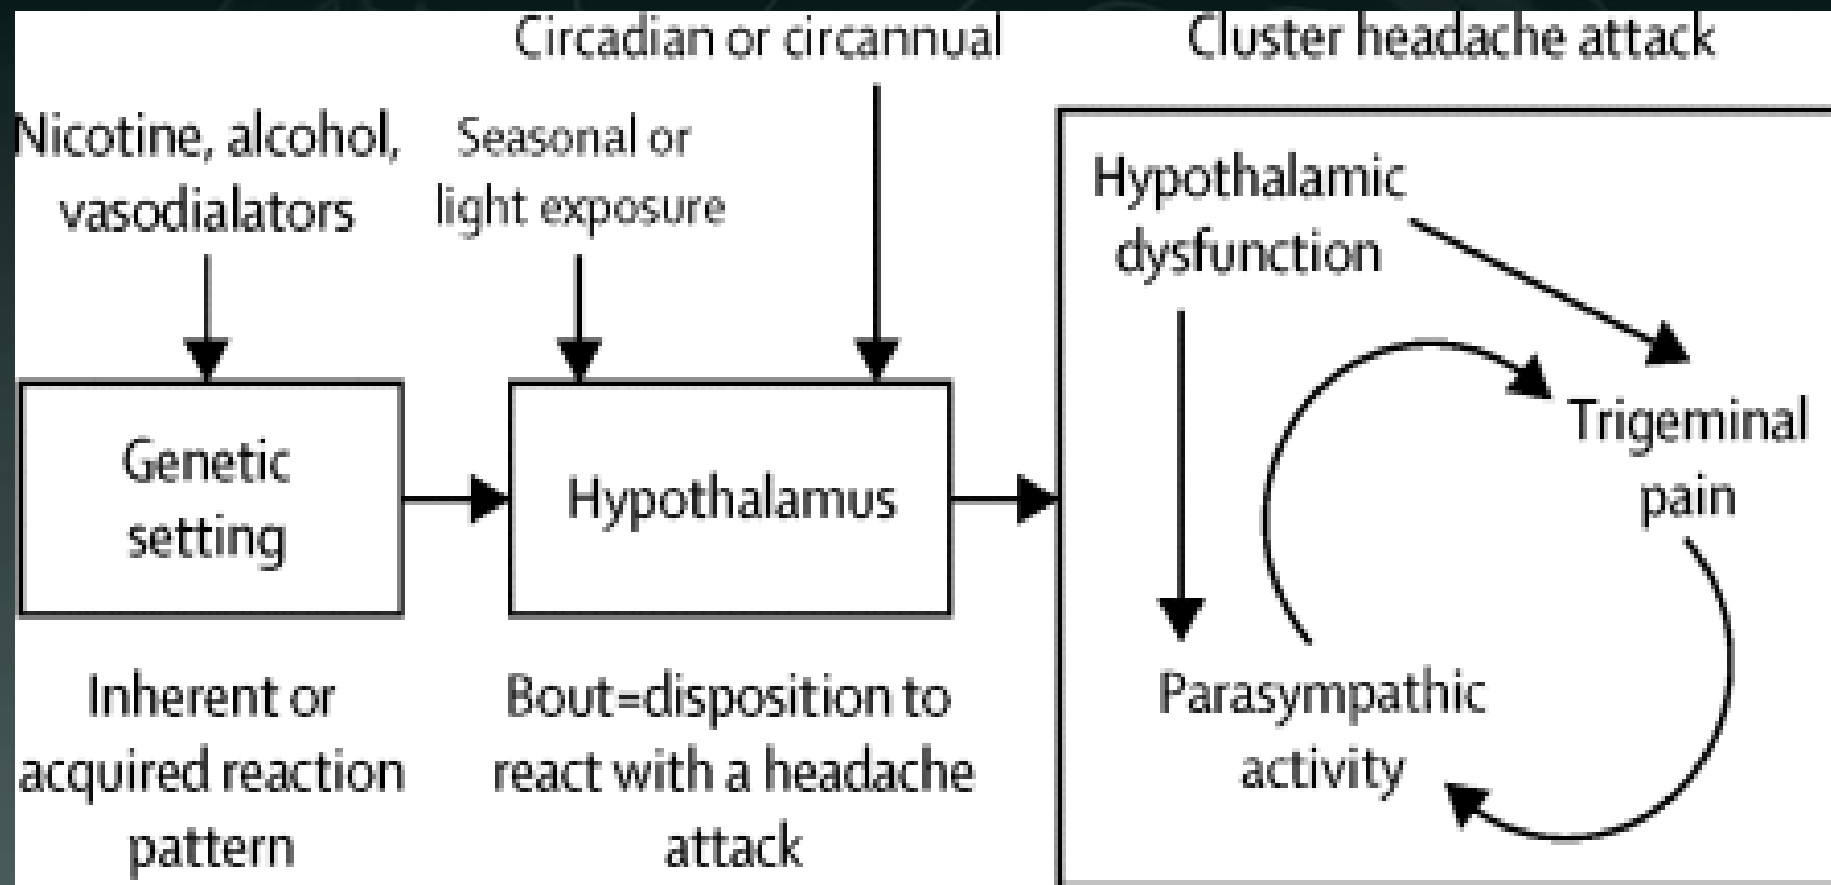 Circadian or circannual
Cluster headache attack
Nicotine, alcohol,
vasodialators
Seasonal or
light exposure
Hypothalamic
dysfunction
Genetic
setting
Hypothalamus
Trigeminal
pain
Inherent or
acquired reaction
pattern
Bout=disposition to
react with a headache
attack
Parasympathic
activity